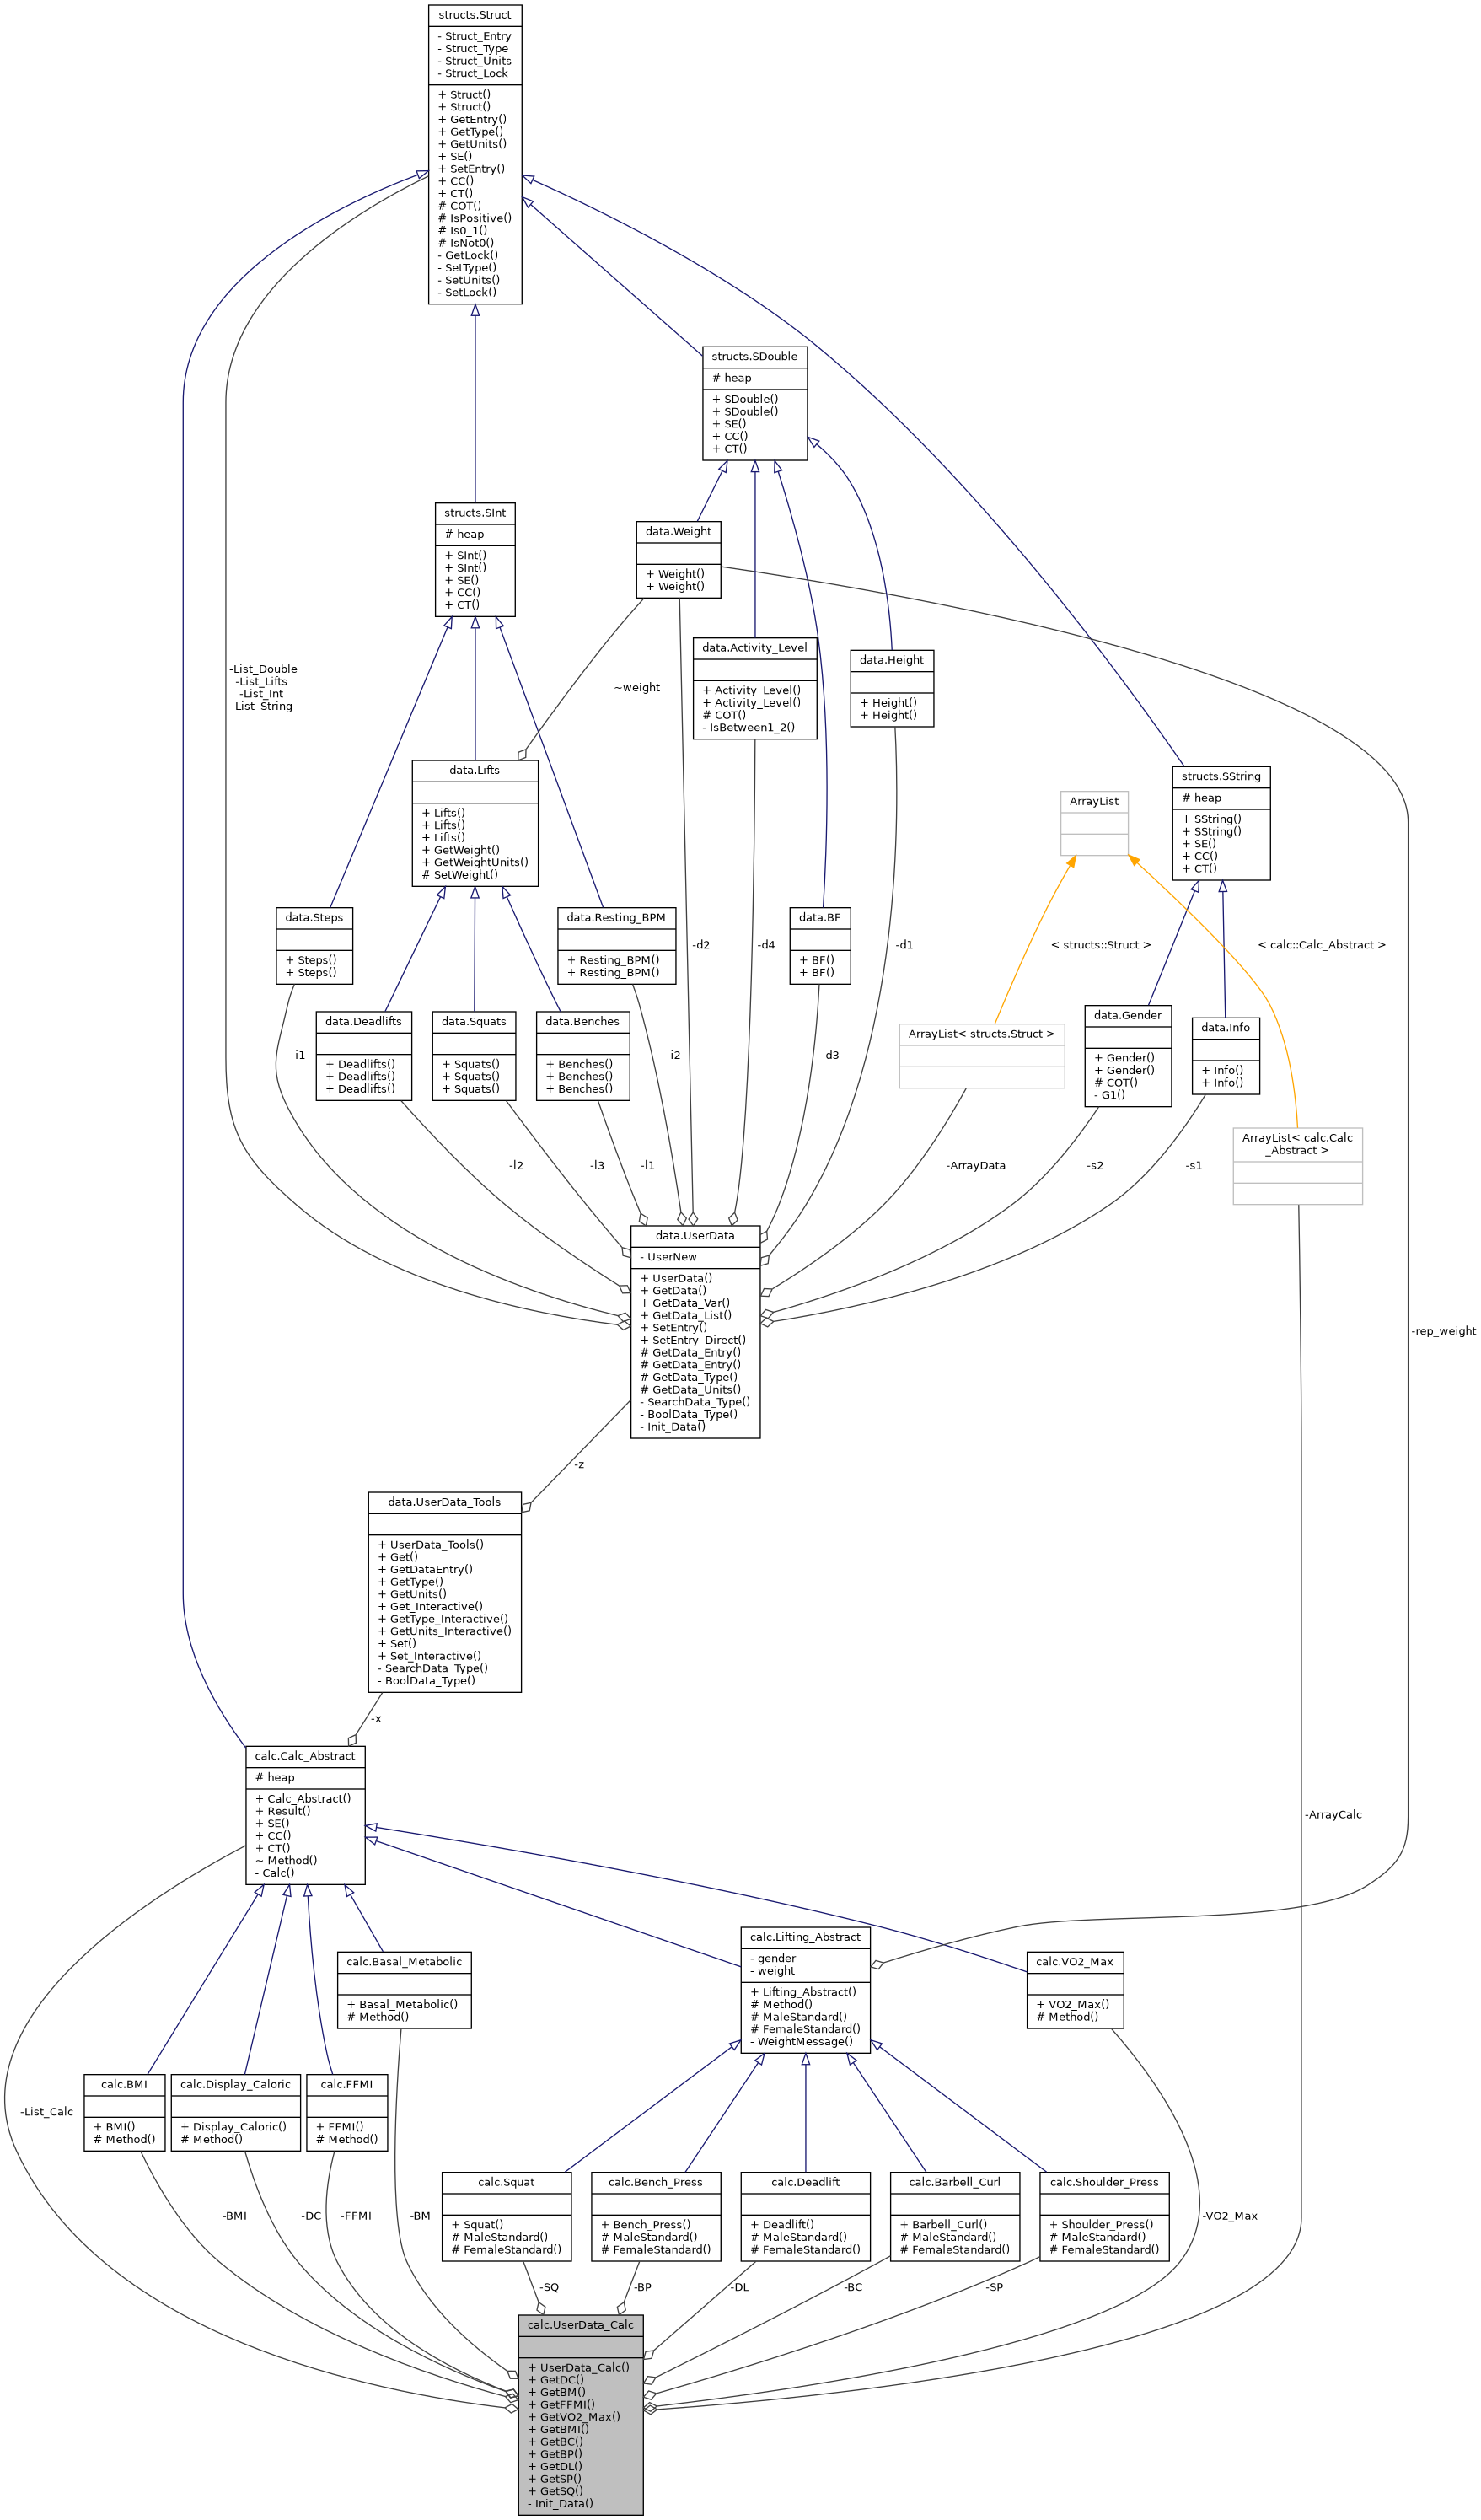 structs.Struct
- Struct_Entry
- Struct_Type
- Struct_Units
- Struct_Lock
+ Struct()
+ Struct()
+ GetEntry()
+ GetType()
+ GetUnits()
+ SE()
+ SetEntry()
+ CC()
+ CT()
# COT()
# IsPositive()
# Is0_1()
# IsNot0()
- GetLock()
- SetType()
- SetUnits()
- SetLock()
structs.SDouble
# heap
+ SDouble()
+ SDouble()
+ SE()
+ CC()
+ CT()
structs.SInt
# heap
+ SInt()
+ SInt()
+ SE()
+ CC()
+ CT()
data.Weight
+ Weight()
+ Weight()
data.Activity_Level
+ Activity_Level()
+ Activity_Level()
# COT()
- IsBetween1_2()
data.Height
+ Height()
+ Height()
-List_Double
-List_Lifts
-List_Int
-List_String
~weight
data.Lifts
+ Lifts()
+ Lifts()
+ Lifts()
+ GetWeight()
+ GetWeightUnits()
# SetWeight()
structs.SString
# heap
+ SString()
+ SString()
+ SE()
+ CC()
+ CT()
ArrayList
data.Steps
+ Steps()
+ Steps()
data.Resting_BPM
+ Resting_BPM()
+ Resting_BPM()
-d2
-d4
data.BF
+ BF()
+ BF()
-d1
< structs::Struct >
< calc::Calc_Abstract >
data.Deadlifts
+ Deadlifts()
+ Deadlifts()
+ Deadlifts()
data.Squats
+ Squats()
+ Squats()
+ Squats()
data.Benches
+ Benches()
+ Benches()
+ Benches()
ArrayList< structs.Struct >
data.Gender
+ Gender()
+ Gender()
# COT()
- G1()
data.Info
+ Info()
+ Info()
-i1
-i2
-d3
ArrayList< calc.Calc
_Abstract >
-l2
-l3
-l1
-ArrayData
-s2
-s1
data.UserData
- UserNew
+ UserData()
+ GetData()
+ GetData_Var()
+ GetData_List()
+ SetEntry()
+ SetEntry_Direct()
# GetData_Entry()
# GetData_Entry()
# GetData_Type()
# GetData_Units()
- SearchData_Type()
- BoolData_Type()
- Init_Data()
-rep_weight
-z
data.UserData_Tools
+ UserData_Tools()
+ Get()
+ GetDataEntry()
+ GetType()
+ GetUnits()
+ Get_Interactive()
+ GetType_Interactive()
+ GetUnits_Interactive()
+ Set()
+ Set_Interactive()
- SearchData_Type()
- BoolData_Type()
-x
calc.Calc_Abstract
# heap
+ Calc_Abstract()
+ Result()
+ SE()
+ CC()
+ CT()
~ Method()
- Calc()
-ArrayCalc
calc.Basal_Metabolic
+ Basal_Metabolic()
# Method()
calc.Lifting_Abstract
- gender
- weight
+ Lifting_Abstract()
# Method()
# MaleStandard()
# FemaleStandard()
- WeightMessage()
calc.VO2_Max
+ VO2_Max()
# Method()
-List_Calc
calc.BMI
+ BMI()
# Method()
calc.Display_Caloric
+ Display_Caloric()
# Method()
calc.FFMI
+ FFMI()
# Method()
calc.Squat
+ Squat()
# MaleStandard()
# FemaleStandard()
calc.Bench_Press
+ Bench_Press()
# MaleStandard()
# FemaleStandard()
calc.Deadlift
+ Deadlift()
# MaleStandard()
# FemaleStandard()
calc.Barbell_Curl
+ Barbell_Curl()
# MaleStandard()
# FemaleStandard()
calc.Shoulder_Press
+ Shoulder_Press()
# MaleStandard()
# FemaleStandard()
-BMI
-DC
-FFMI
-BM
-VO2_Max
-SQ
-BP
-DL
-BC
-SP
calc.UserData_Calc
+ UserData_Calc()
+ GetDC()
+ GetBM()
+ GetFFMI()
+ GetVO2_Max()
+ GetBMI()
+ GetBC()
+ GetBP()
+ GetDL()
+ GetSP()
+ GetSQ()
- Init_Data()